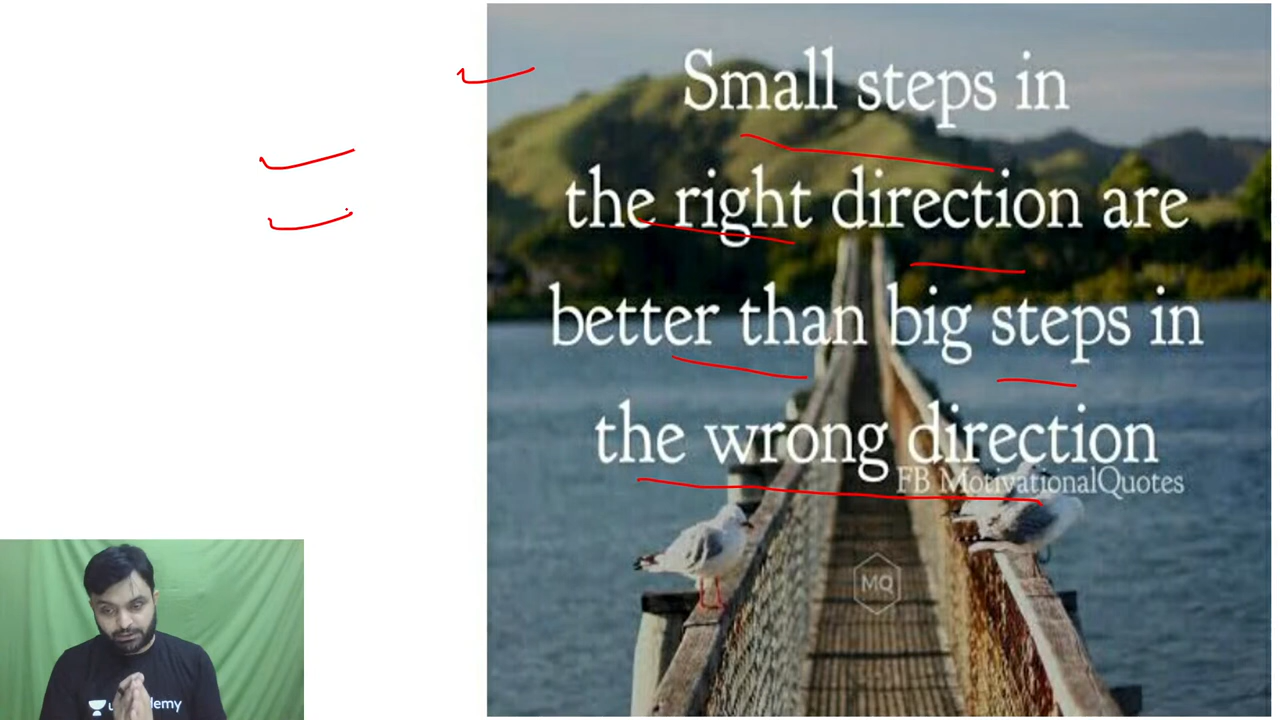 Small steps in
the right direction are
better than big steps in
the wrong direction
FB MotivationalQuotes
MQ